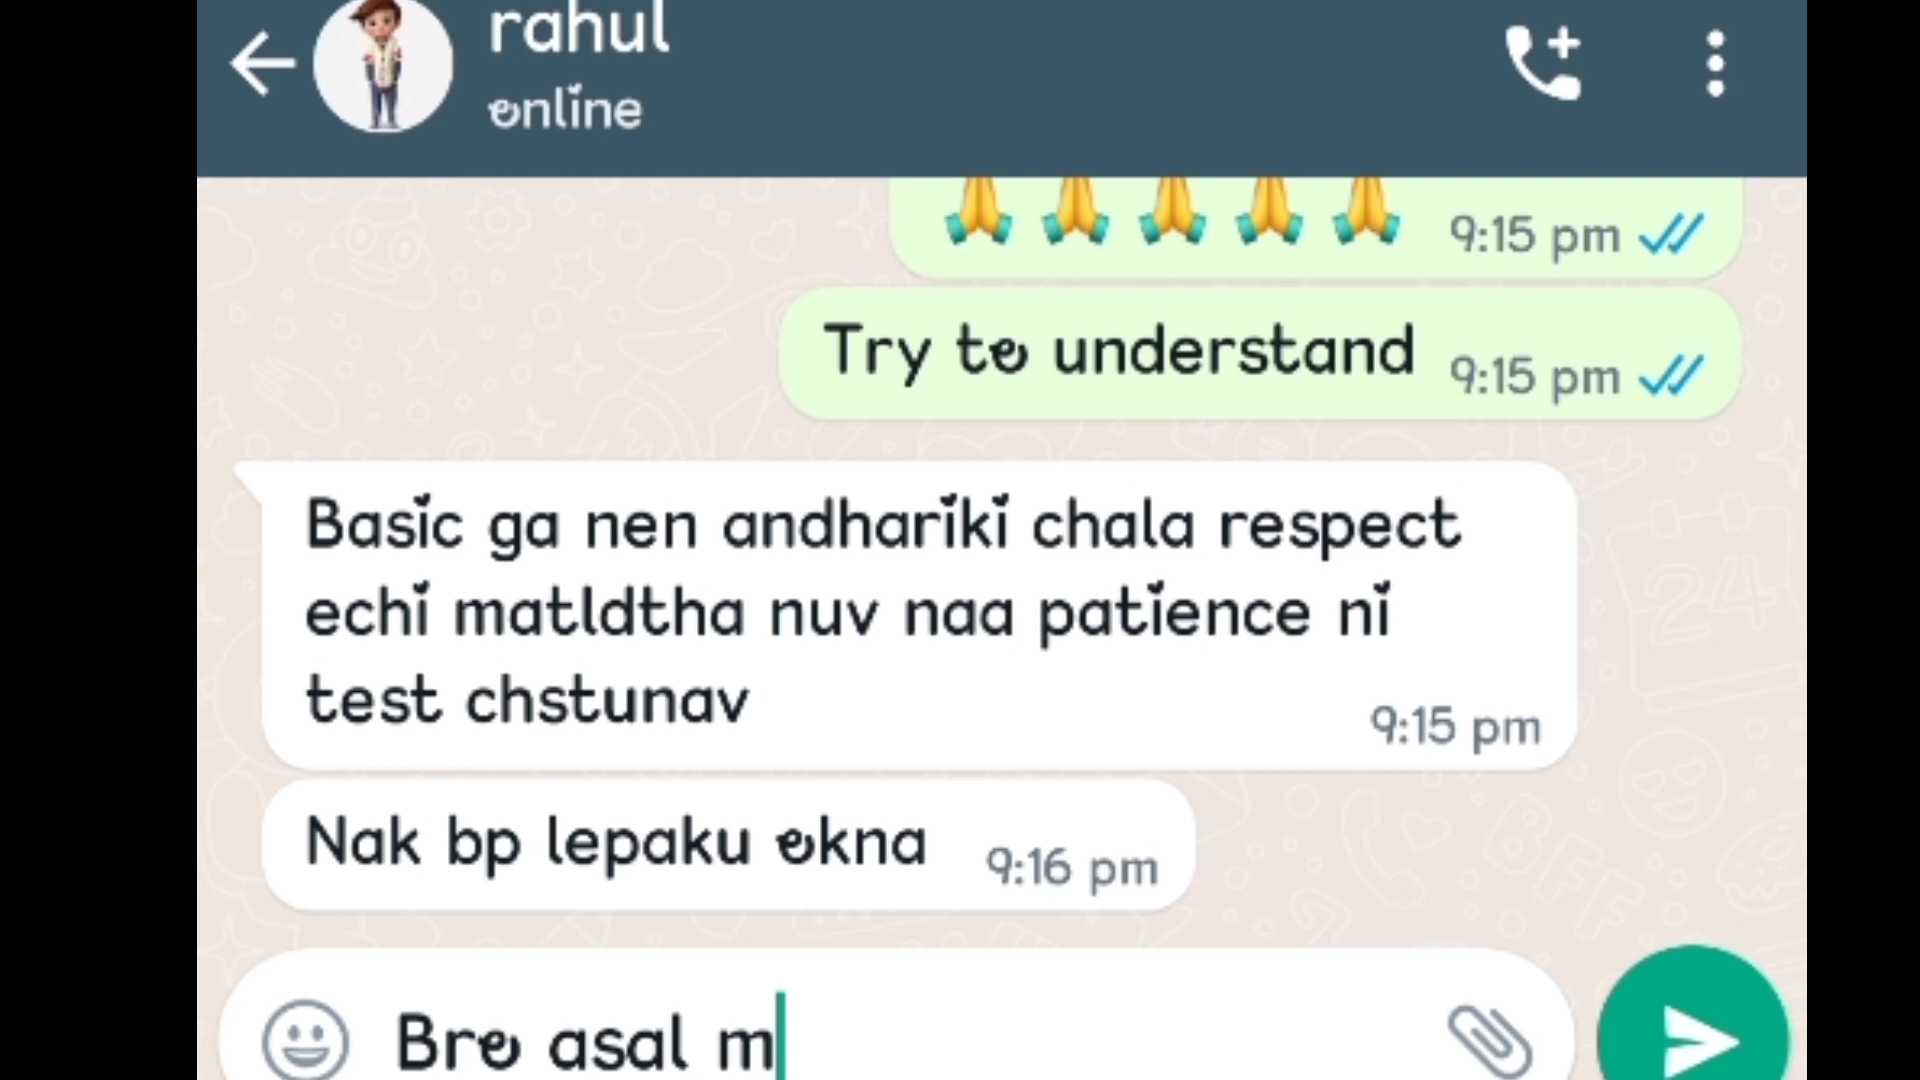 rahul
online
🙏🙏🙏🙏🙏 9:15 pm
Try to understand 9:15 pm
Basic ga nen andhariki chala respect
echi matldtha nuv naa patience ni
test chstunav
9:15 pm
Nak bp lepaku okna 9:16 pm
Bro asal m